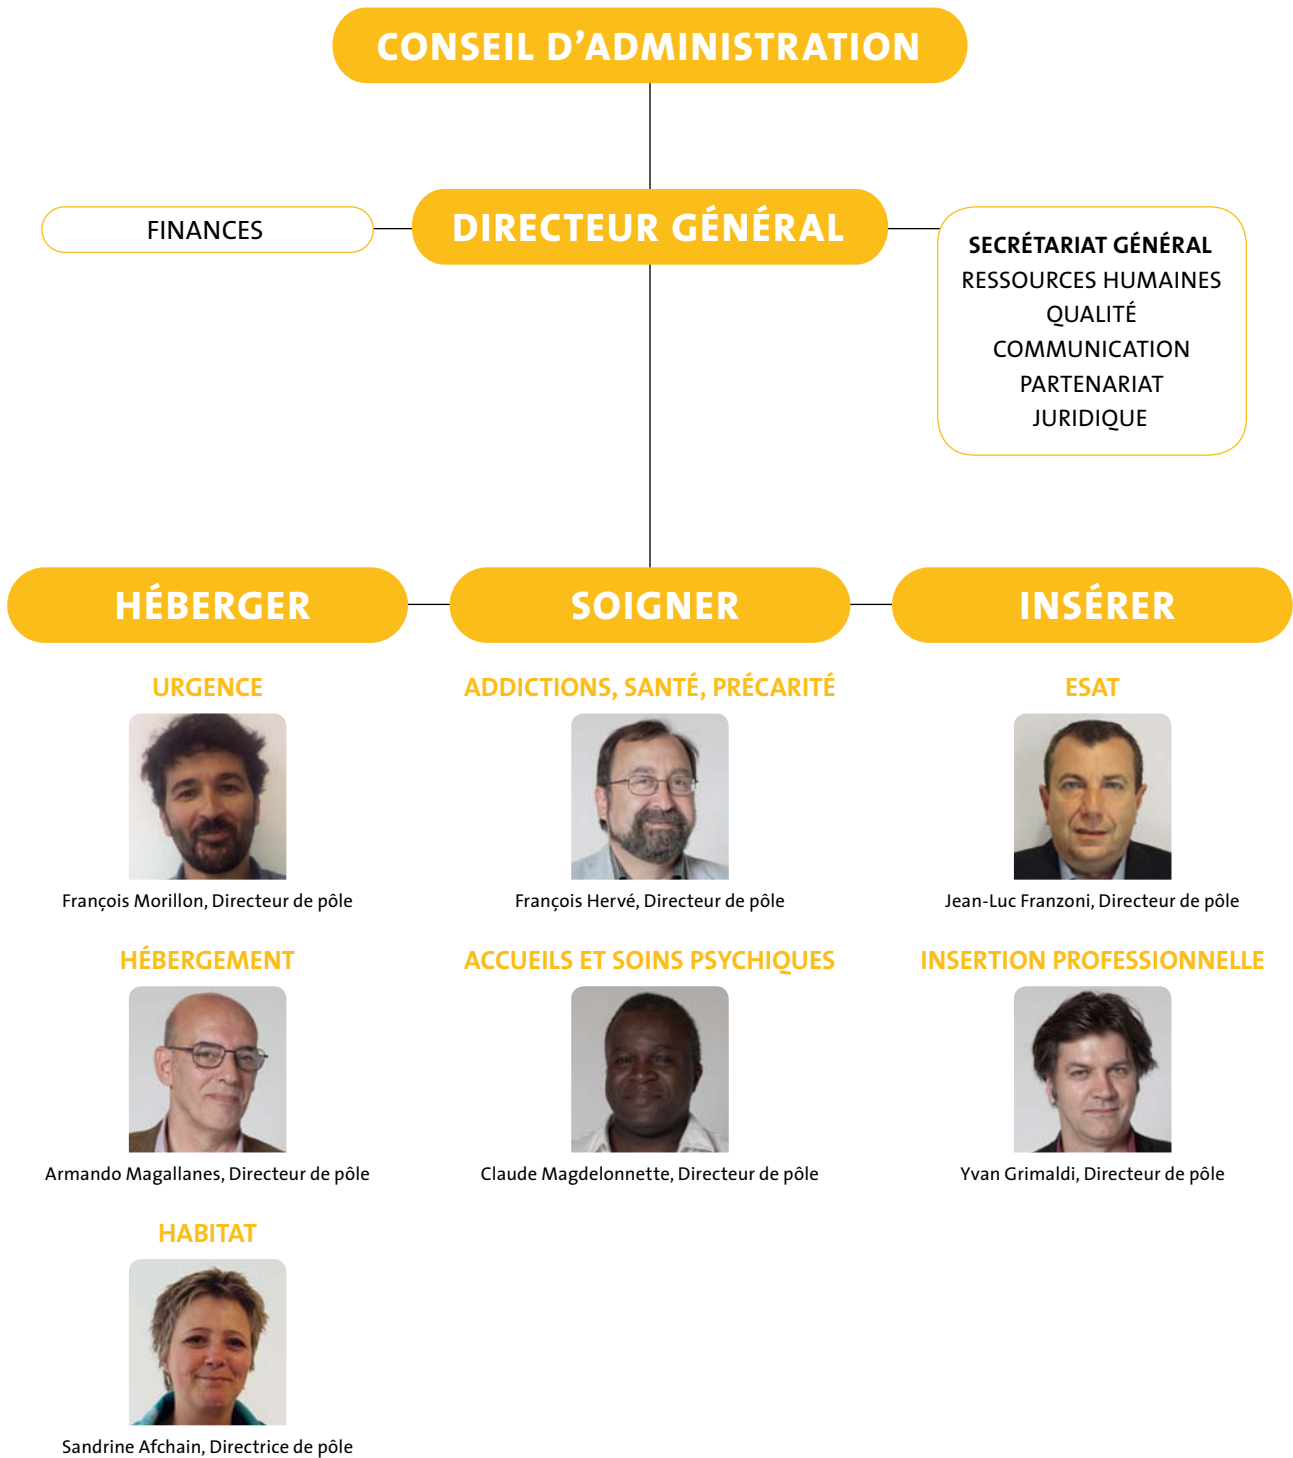 CONSEIL D’ADMINISTRATION
FINANCES
DIRECTEUR GÉNÉRAL
SECRÉTARIAT GÉNÉRAL
RESSOURCES HUMAINES
QUALITÉ
COMMUNICATION
PARTENARIAT
JURIDIQUE
HÉBERGER
SOIGNER
INSÉRER
URGENCE
ADDICTIONS, SANTÉ, PRÉCARITÉ
ESAT
François Morillon, Directeur de pôle
François Hervé, Directeur de pôle
Jean-Luc Franzoni, Directeur de pôle
HÉBERGEMENT
ACCUEILS ET SOINS PSYCHIQUES
INSERTION PROFESSIONNELLE
Armando Magallanes, Directeur de pôle
Claude Magdelonnette, Directeur de pôle
Yvan Grimaldi, Directeur de pôle
HABITAT
Sandrine Afchain, Directrice de pôle